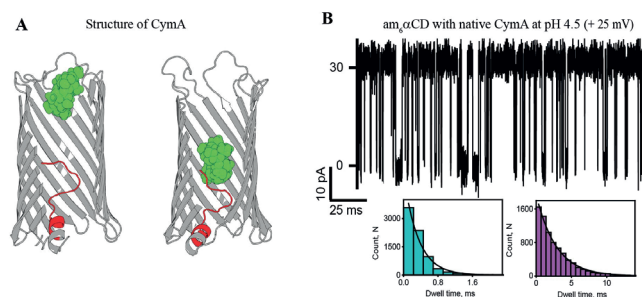 A
Structure of CymA
B
am6αCD with native CymA at pH 4.5 (+ 25 mV)
30
0
10 pA
25 ms
3000
1500
0
Count, N
0.0 0.8 1.6
Dwell time, ms
1600
800
0
Count, N
0 5 10
Dwell time, ms